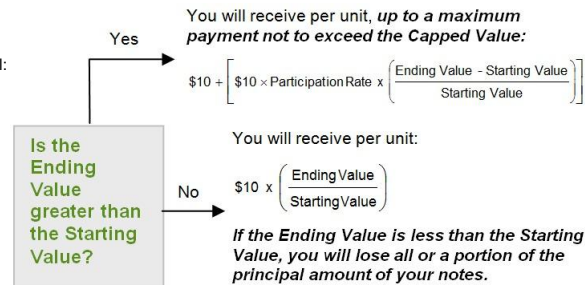 You will receive per unit, up to a maximum
payment not to exceed the Capped Value:
Yes
$10 + [ $10 × Participation Rate x ( Ending Value - Starting Value
Starting Value ) ]
Is the
Ending
Value
greater than
the Starting
Value?
No
You will receive per unit:
$10 x ( Ending Value
Starting Value )
If the Ending Value is less than the Starting
Value, you will lose all or a portion of the
principal amount of your notes.